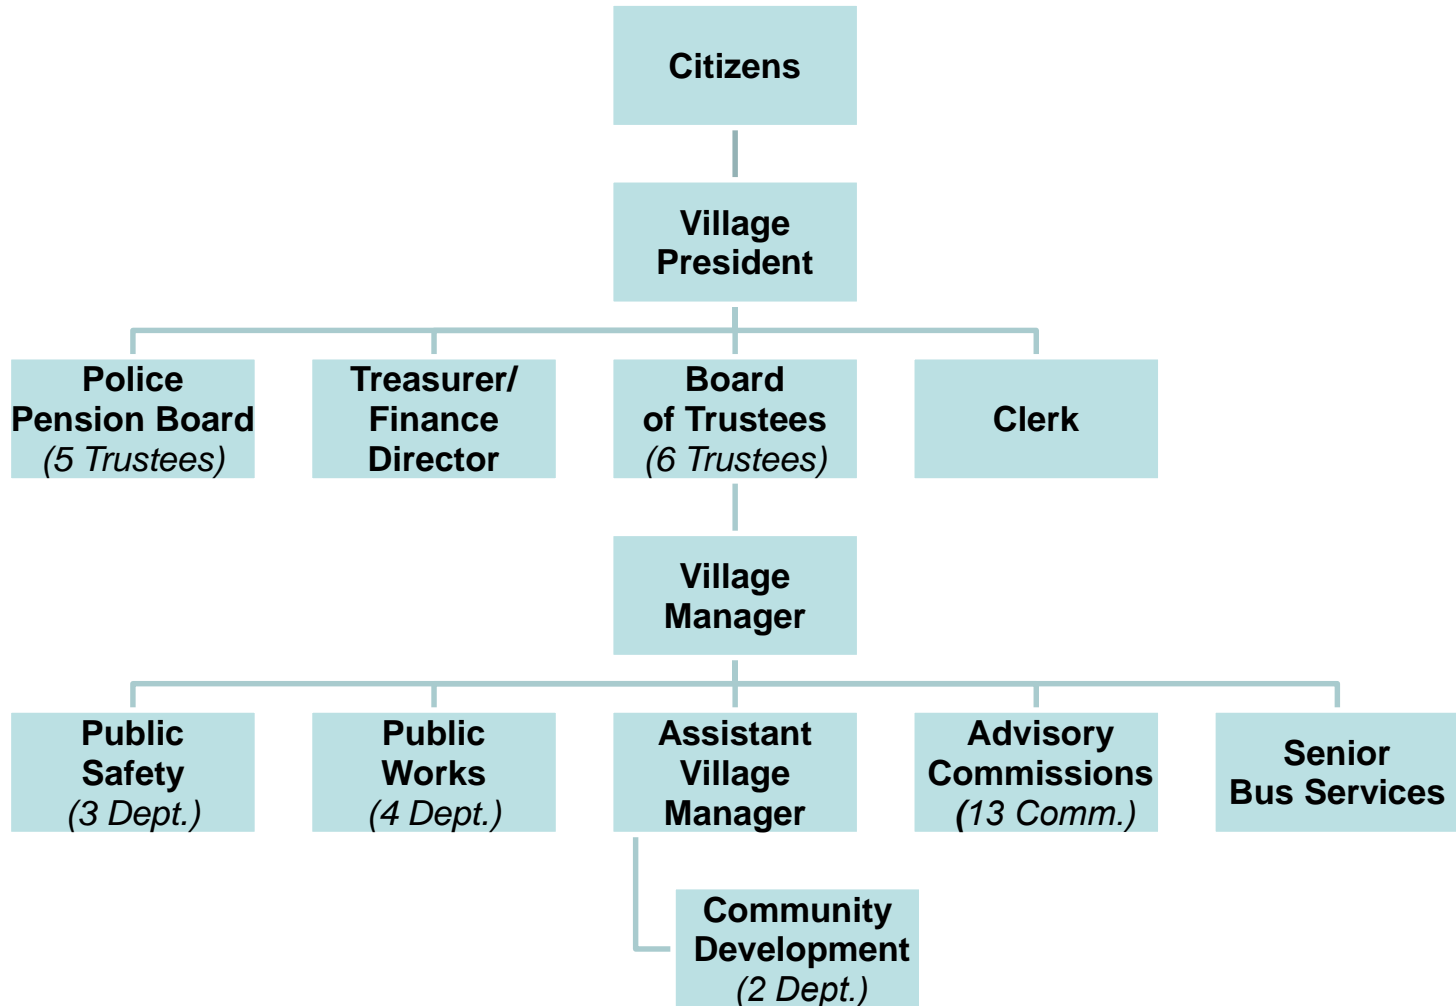 Citizens
Village
President
Police
Pension Board
(5 Trustees)
Treasurer/
Finance
Director
Board
of Trustees
(6 Trustees)
Clerk
Village
Manager
Public
Safety
(3 Dept.)
Public
Works
(4 Dept.)
Assistant
Village
Manager
Advisory
Commissions
(13 Comm.)
Senior
Bus Services
Community
Development
(2 Dept.)